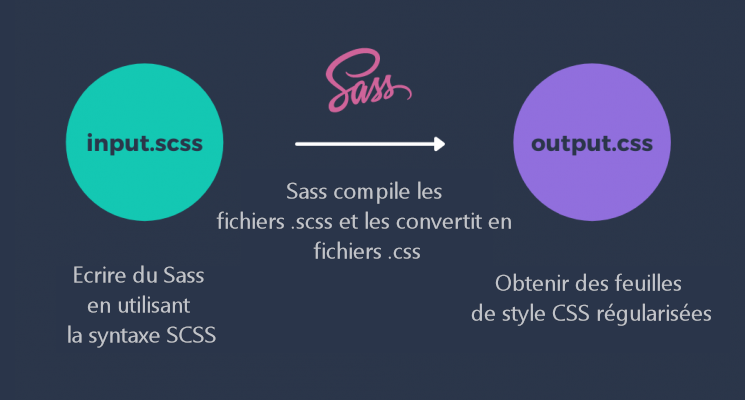 Sass
input.scss
output.css
Sass compile les
fichiers .scss et les convertit en
fichiers .css
Ecrire du Sass
en utilisant
la syntaxe SCSS
Obtenir des feuilles
de style CSS régularisées